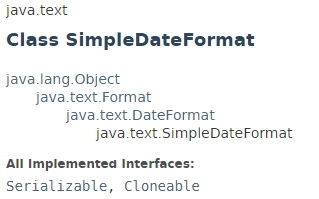 java.text
Class SimpleDateFormat
java.lang.Object
java.text.Format
java.text.DateFormat
java.text.SimpleDateFormat
All Implemented Interfaces:
Serializable, Cloneable